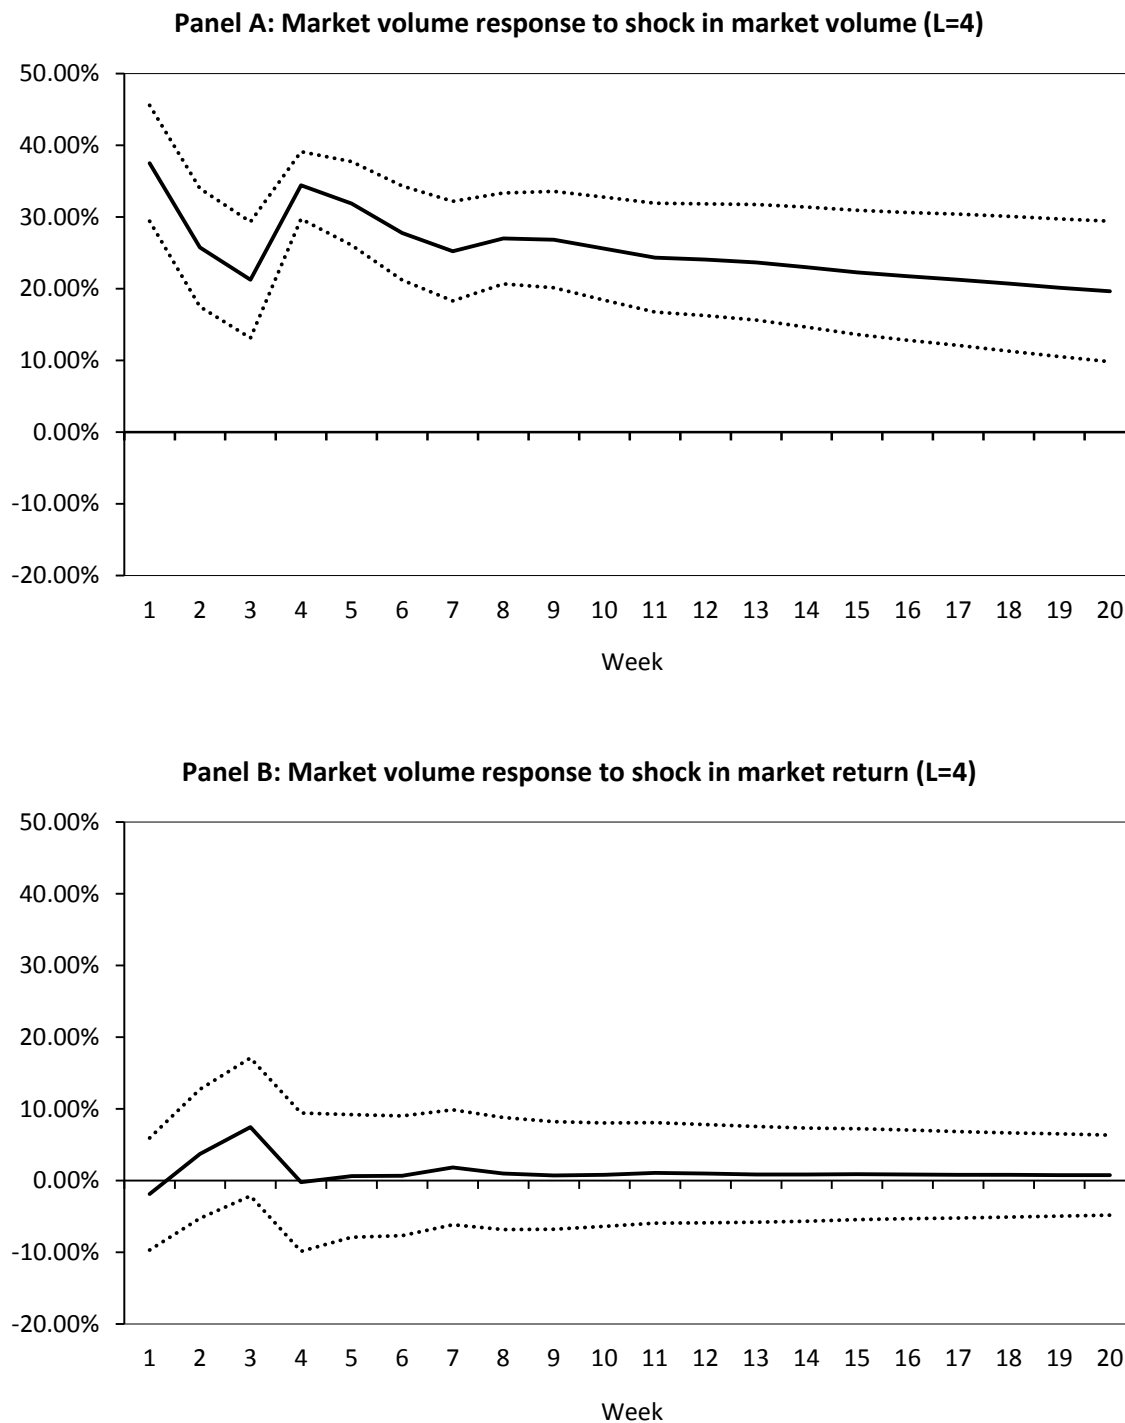 Panel A: Market volume response to shock in market volume (L=4)
50.00%
40.00%
30.00%
20.00%
10.00%
0.00%
-10.00%
-20.00%
1 2 3 4 5 6 7 8 9 10 11 12 13 14 15 16 17 18 19 20
Week
Panel B: Market volume response to shock in market return (L=4)
50.00%
40.00%
30.00%
20.00%
10.00%
0.00%
-10.00%
-20.00%
1 2 3 4 5 6 7 8 9 10 11 12 13 14 15 16 17 18 19 20
Week